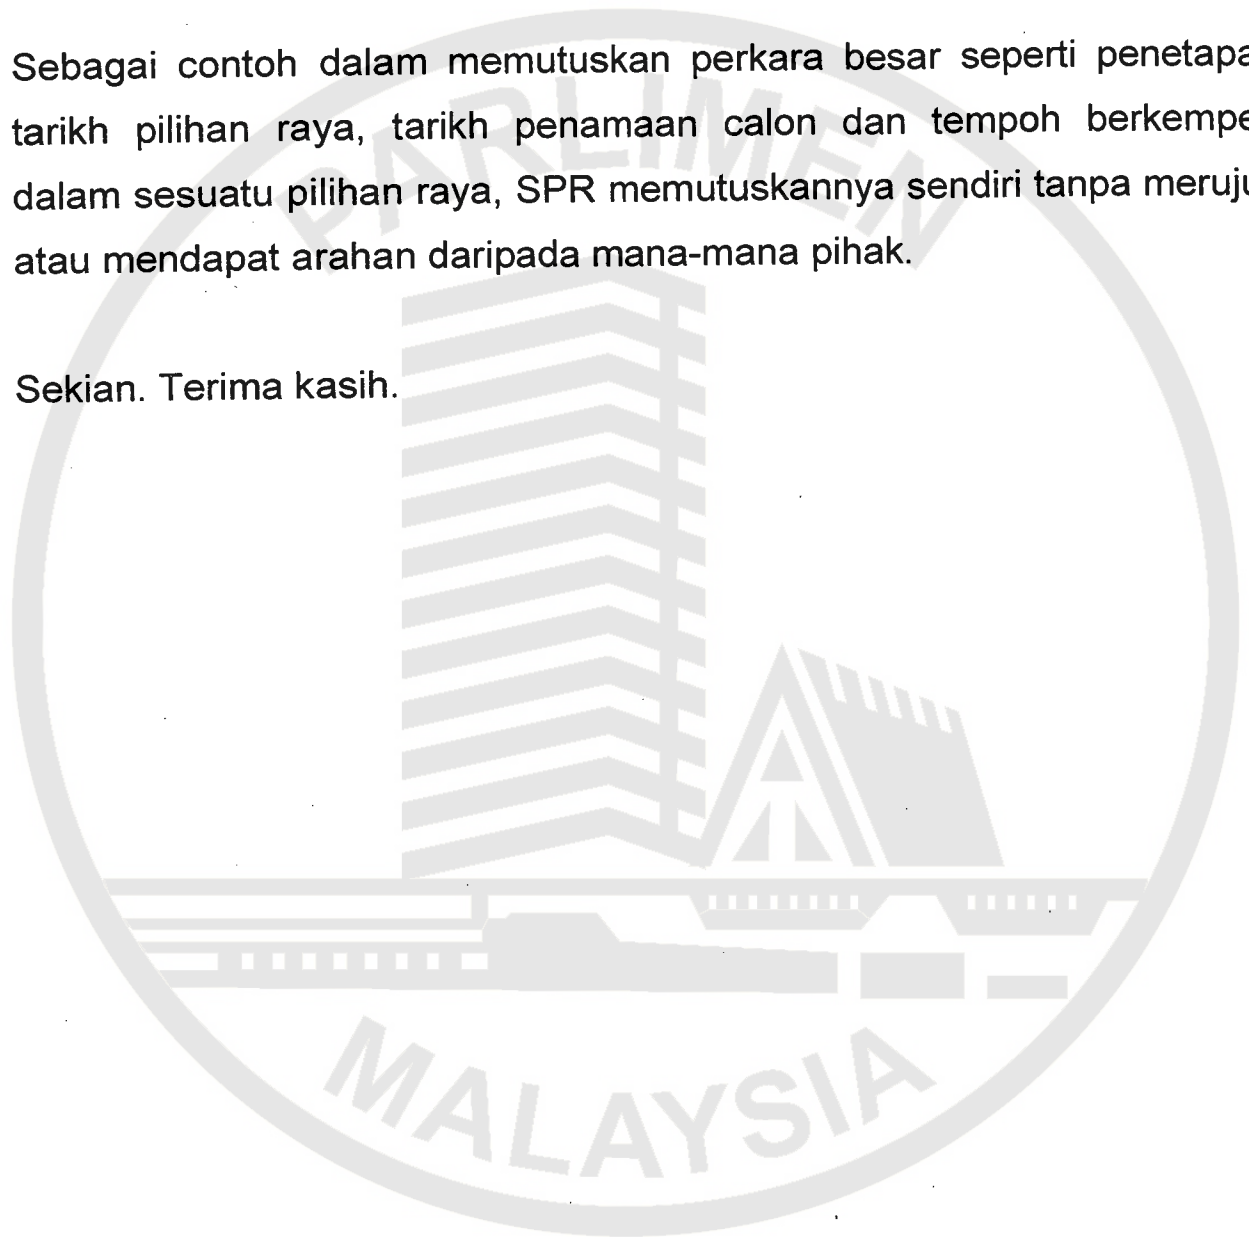 Sebagai contoh dalam memutuskan perkara besar seperti penetapa
tarikh pilihan raya, tarikh penamaan calon dan tempoh berkempe
dalam sesuatu pilihan raya, SPR memutuskannya sendiri tanpa meruju
atau mendapat arahan daripada mana-mana pihak.
Sekian. Terima kasih.
PARLIMEN
MALAYSIA